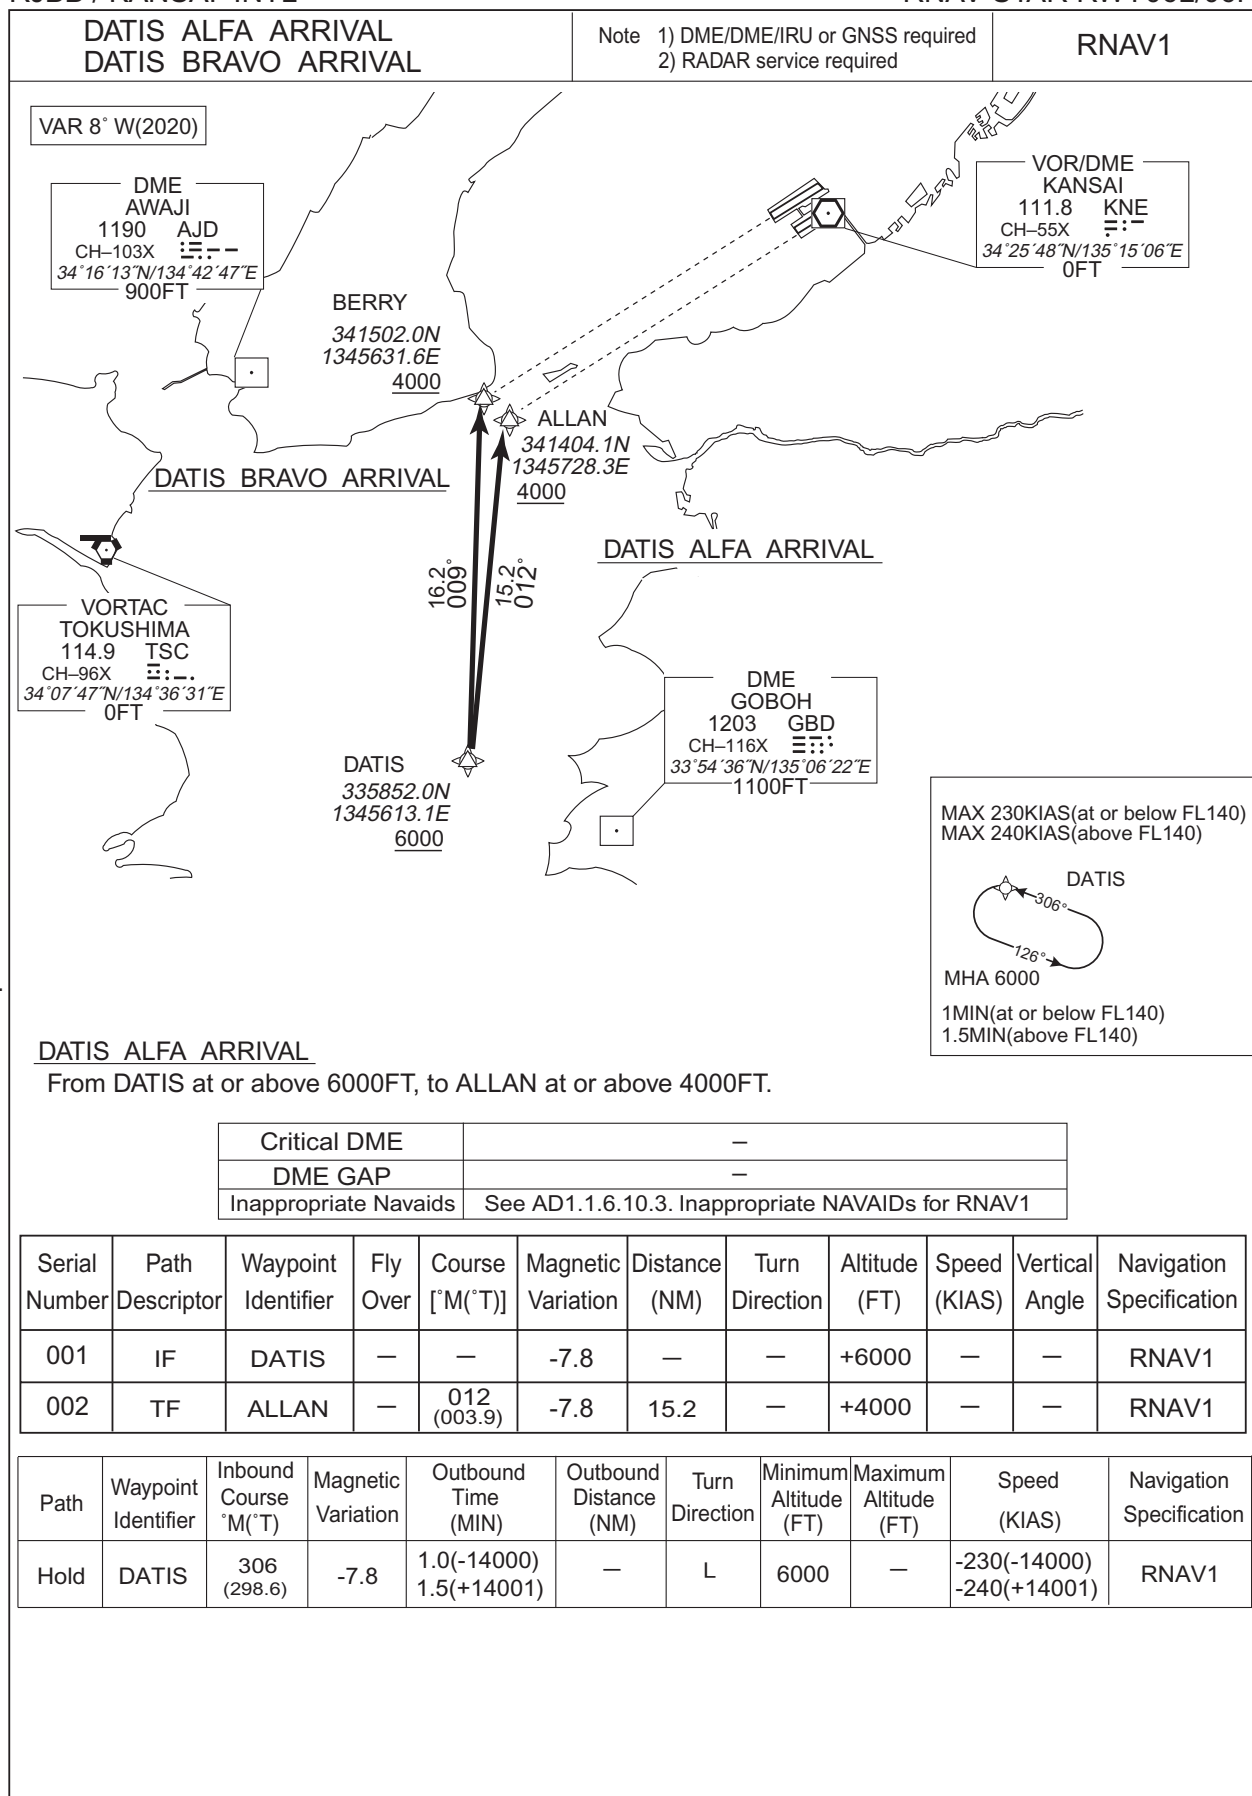 DATIS ALFA ARRIVAL
DATIS BRAVO ARRIVAL
Note 1) DME/DME/IRU or GNSS required
2) RADAR service required
RNAV1
VAR 8° W(2020)
DME
AWAJI
1190 AJD
CH–103X
34°16´13˝N/134°42´47˝E
900FT
VOR/DME
KANSAI
111.8 KNE
CH–55X
34°25´48˝N/135°15´06˝E
0FT
BERRY
341502.0N
1345631.6E
4000
ALLAN
341404.1N
1345728.3E
4000
DATIS BRAVO ARRIVAL
DATIS ALFA ARRIVAL
16.2
009°
15.2
012°
VORTAC
TOKUSHIMA
114.9 TSC
CH–96X
34°07´47˝N/134°36´31˝E
0FT
DME
GOBOH
1203 GBD
CH–116X
33°54´36˝N/135°06´22˝E
1100FT
DATIS
335852.0N
1345613.1E
6000
MAX 230KIAS(at or below FL140)
MAX 240KIAS(above FL140)
DATIS
306°
126°
MHA 6000
1MIN(at or below FL140)
1.5MIN(above FL140)
DATIS ALFA ARRIVAL
From DATIS at or above 6000FT, to ALLAN at or above 4000FT.
Critical DME –
DME GAP –
Inappropriate Navaids See AD1.1.6.10.3. Inappropriate NAVAIDs for RNAV1
Serial Number Path Descriptor Waypoint Identifier Fly Over Course [°M(°T)] Magnetic Variation Distance (NM) Turn Direction Altitude (FT) Speed (KIAS) Vertical Angle Navigation Specification
001 IF DATIS – – -7.8 – – +6000 – – RNAV1
002 TF ALLAN – 012 (003.9) -7.8 15.2 – +4000 – – RNAV1
Path Waypoint Identifier Inbound Course °M(°T) Magnetic Variation Outbound Time (MIN) Outbound Distance (NM) Turn Direction Minimum Altitude (FT) Maximum Altitude (FT) Speed (KIAS) Navigation Specification
Hold DATIS 306 (298.6) -7.8 1.0(-14000) 1.5(+14001) – L 6000 – -230(-14000) -240(+14001) RNAV1